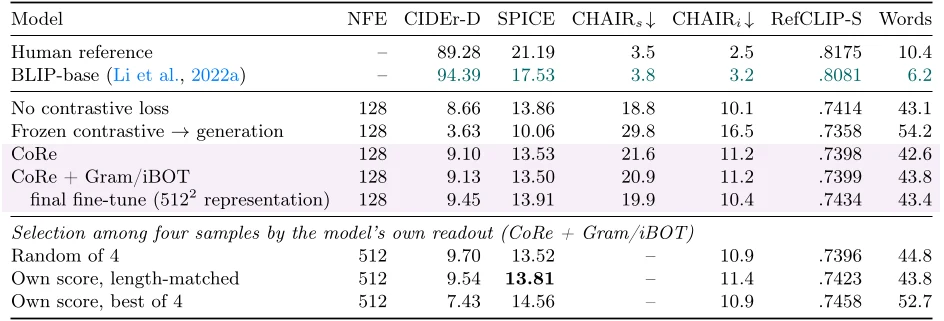 Model NFE CIDEr-D SPICE CHAIRs↓ CHAIRi↓ RefCLIP-S Words
Human reference – 89.28 21.19 3.5 2.5 .8175 10.4
BLIP-base (Li et al., 2022a) – 94.39 17.53 3.8 3.2 .8081 6.2
No contrastive loss 128 8.66 13.86 18.8 10.1 .7414 43.1
Frozen contrastive → generation 128 3.63 10.06 29.8 16.5 .7358 54.2
CoRe 128 9.10 13.53 21.6 11.2 .7398 42.6
CoRe + Gram/iBOT 128 9.13 13.50 20.9 11.2 .7399 43.8
final fine-tune (512² representation) 128 9.45 13.91 19.9 10.4 .7434 43.4
Selection among four samples by the model's own readout (CoRe + Gram/iBOT)
Random of 4 512 9.70 13.52 – 10.9 .7396 44.8
Own score, length-matched 512 9.54 13.81 – 11.4 .7423 43.8
Own score, best of 4 512 7.43 14.56 – 10.9 .7458 52.7